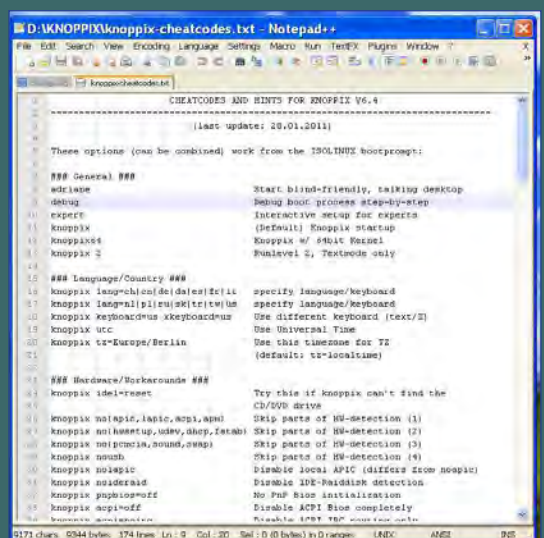 D:\KNOPPIX\knoppix-cheatcodes.txt - Notepad++
File Edit Search View Encoding Language Settings Macro Run TextFX Plugins Window ? X
knoppix-cheatcodes.txt
CHEATCODES AND HINTS FOR KNOPPIX V6.4
--------------------------------------------------------------------------------
(last update: 28.01.2011)
These options (can be combined) work from the ISOLINUX bootprompt:
### General ###
adriane Start blind-friendly, talking desktop
debug Debug boot process step-by-step
expert Interactive setup for experts
knoppix (Default) Knoppix startup
knoppix64 Knoppix w/ 64bit Kernel
knoppix 2 Runlevel 2, Textmode only
### Language/Country ###
knoppix lang=ch|cn|de|da|es|fr|it specify language/keyboard
knoppix lang=nl|pl|ru|sk|tr|tw|us specify language/keyboard
knoppix keyboard=us xkeyboard=us Use different keyboard (text/X)
knoppix utc Use Universal Time
knoppix tz=Europe/Berlin Use this timezone for TZ
(default: tz=localtime)
### Hardware/Workarounds ###
knoppix ide1=reset Try this if knoppix can't find the
CD/DVD drive
knoppix no{apic,lapic,acpi,apm} Skip parts of HW-detection (1)
knoppix no{hwsetup,udev,dhcp,fstab} Skip parts of HW-detection (2)
knoppix no{pcmcia,sound,swap} Skip parts of HW-detection (3)
knoppix nousb Skip parts of HW-detection (4)
knoppix nolapic Disable local APIC (differs from noapic)
knoppix noideraid Disable IDE-Raiddisk detection
knoppix pnpbios=off No PnP Bios initialization
knoppix acpi=off Disable ACPI Bios completely
9171 chars 9344 bytes 174 lines Ln : 9 Col : 20 Sel : 0 (0 bytes) in 0 ranges UNIX ANSI INS